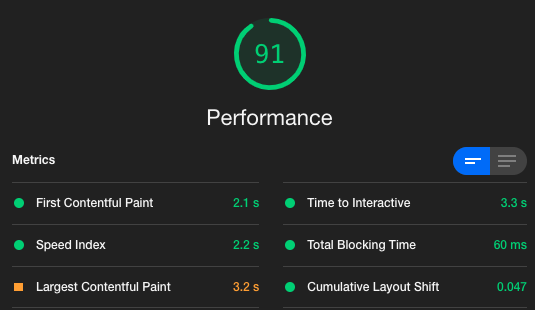 91
Performance
Metrics
First Contentful Paint 2.1 s
Time to Interactive 3.3 s
Speed Index 2.2 s
Total Blocking Time 60 ms
Largest Contentful Paint 3.2 s
Cumulative Layout Shift 0.047